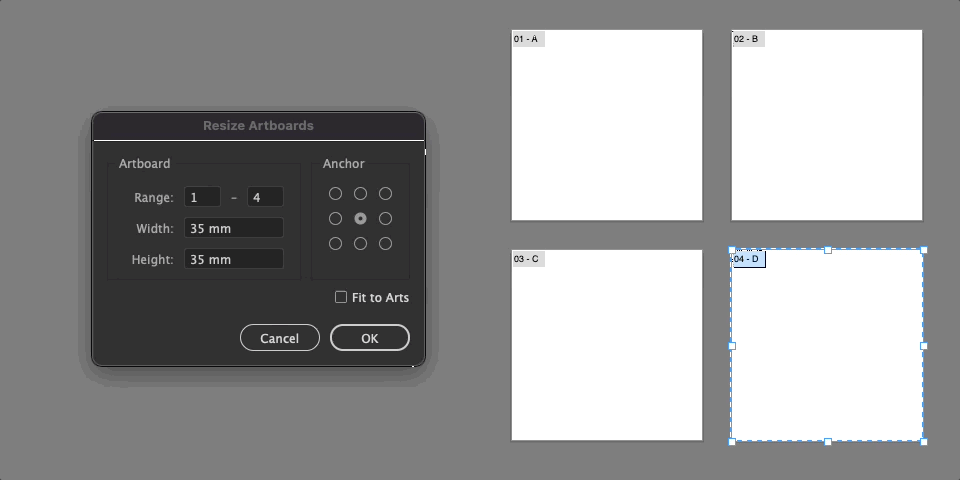 Resize Artboards
Artboard
Range: 1 - 4
Width: 35 mm
Height: 35 mm
Anchor
Fit to Arts
Cancel OK
01 - A
02 - B
03 - C
04 - D